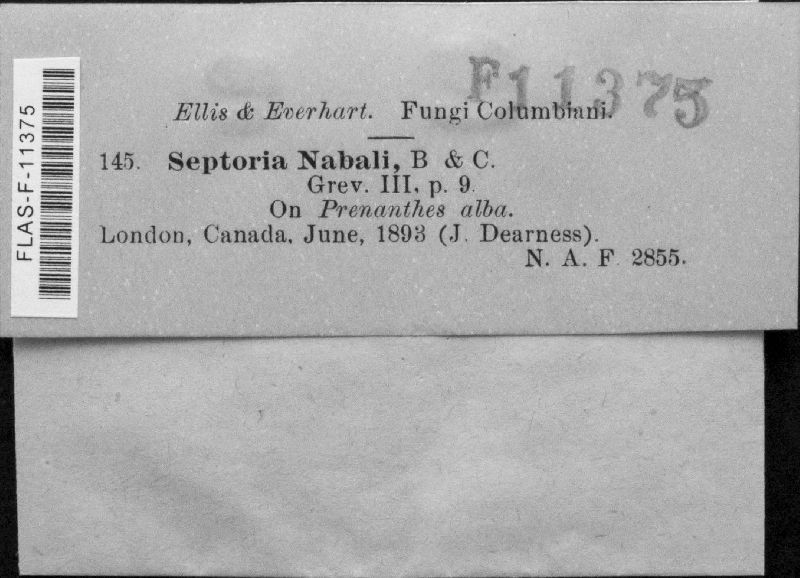 F11375
Ellis & Everhart. Fungi Columbiani.
145. Septoria Nabali, B & C.
Grev. III, p. 9.
On Prenanthes alba.
London, Canada, June, 1893 (J. Dearness).
N. A. F. 2855.
FLAS-F-11375